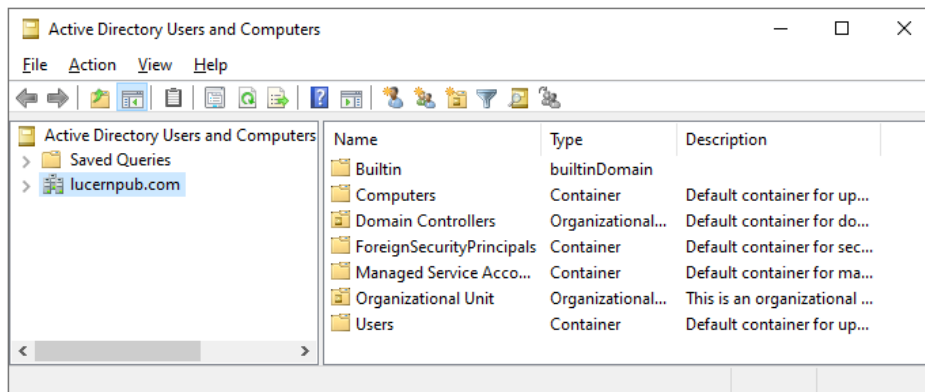 Active Directory Users and Computers
File Action View Help
Active Directory Users and Computers
Saved Queries
lucernpub.com
Name Type Description
Builtin builtinDomain
Computers Container Default container for up...
Domain Controllers Organizational... Default container for do...
ForeignSecurityPrincipals Container Default container for sec...
Managed Service Acco... Container Default container for ma...
Organizational Unit Organizational... This is an organizational ...
Users Container Default container for up...